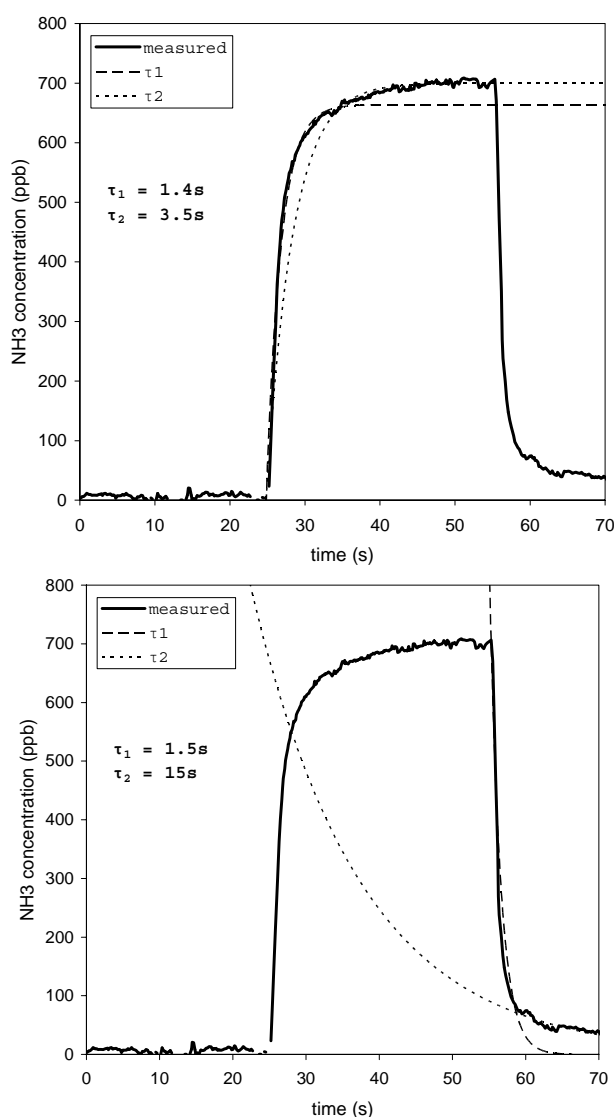 800
700
600
500
400
300
200
100
0
NH3 concentration (ppb)
measured
τ1
τ2
τ₁ = 1.4s
τ₂ = 3.5s
0 10 20 30 40 50 60 70
time (s)
800
700
600
500
400
300
200
100
0
NH3 concentration (ppb)
measured
τ1
τ2
τ₁ = 1.5s
τ₂ = 15s
0 10 20 30 40 50 60 70
time (s)